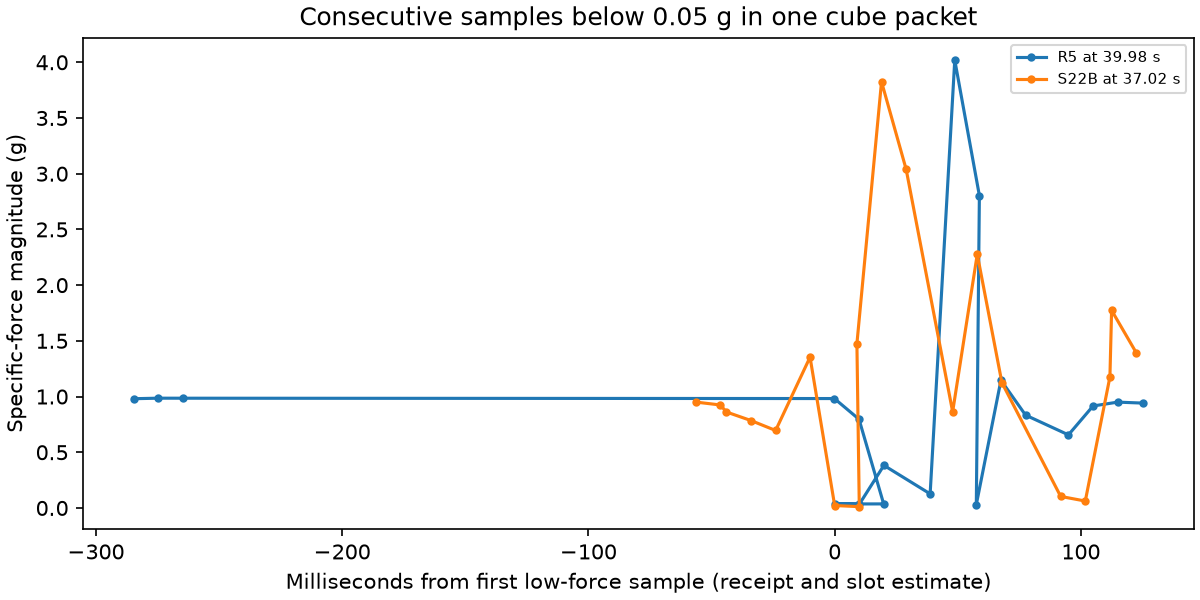 Consecutive samples below 0.05 g in one cube packet
R5 at 39.98 s
S22B at 37.02 s
Specific-force magnitude (g)
4.0
3.5
3.0
2.5
2.0
1.5
1.0
0.5
0.0
−300 −200 −100 0 100
Milliseconds from first low-force sample (receipt and slot estimate)